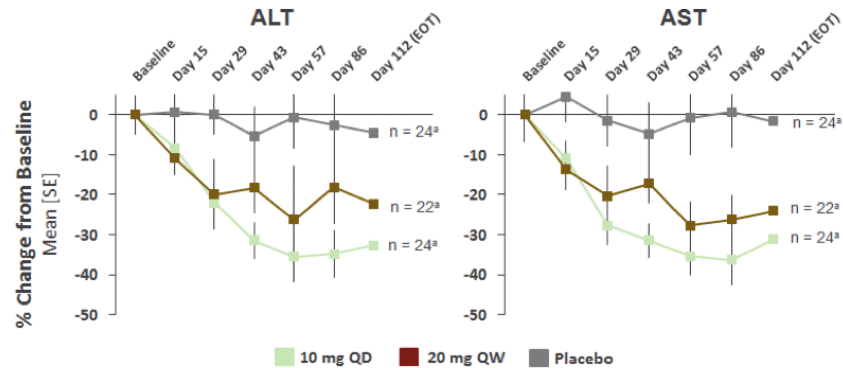 ALT
Baseline
Day 15
Day 29
Day 43
Day 57
Day 86
Day 112 (EOT)
% Change from Baseline
Mean [SE]
0
-10
-20
-30
-40
-50
n = 24ᵃ
n = 22ᵃ
n = 24ᵃ
AST
Baseline
Day 15
Day 29
Day 43
Day 57
Day 86
Day 112 (EOT)
0
-10
-20
-30
-40
-50
n = 24ᵃ
n = 22ᵃ
n = 24ᵃ
10 mg QD
20 mg QW
Placebo